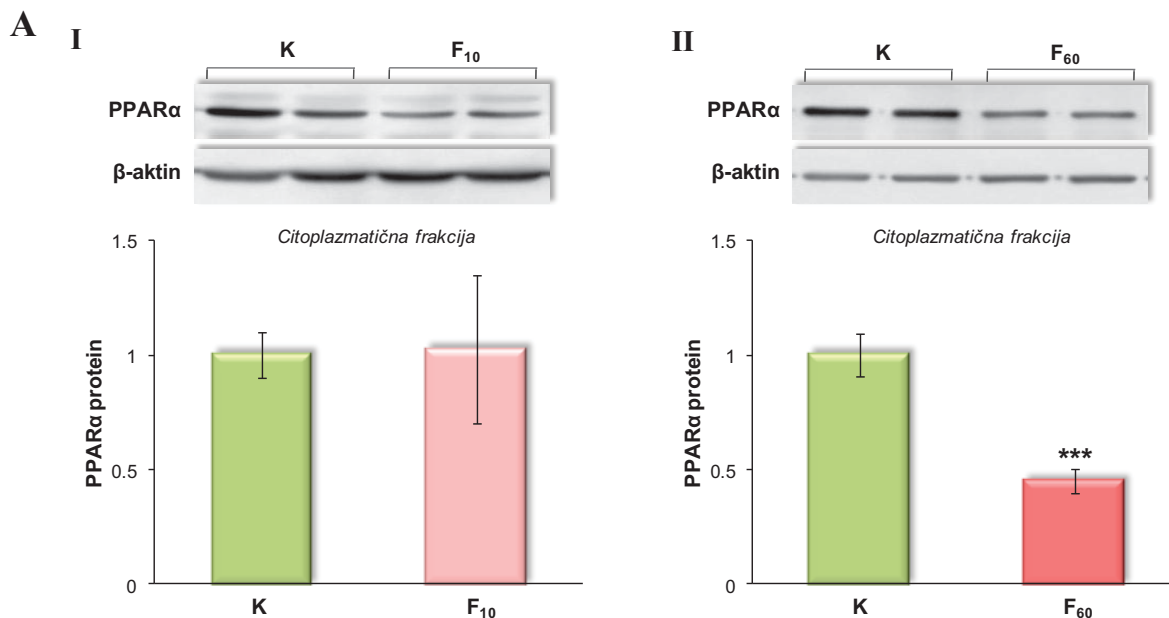 A
I
K F₁₀
PPARα
β-aktin
Citoplazmatična frakcija
PPARα protein
1.5
1
0.5
0
K F₁₀
II
K F₆₀
PPARα
β-aktin
Citoplazmatična frakcija
PPARα protein
1.5
1
0.5
0
***
K F₆₀